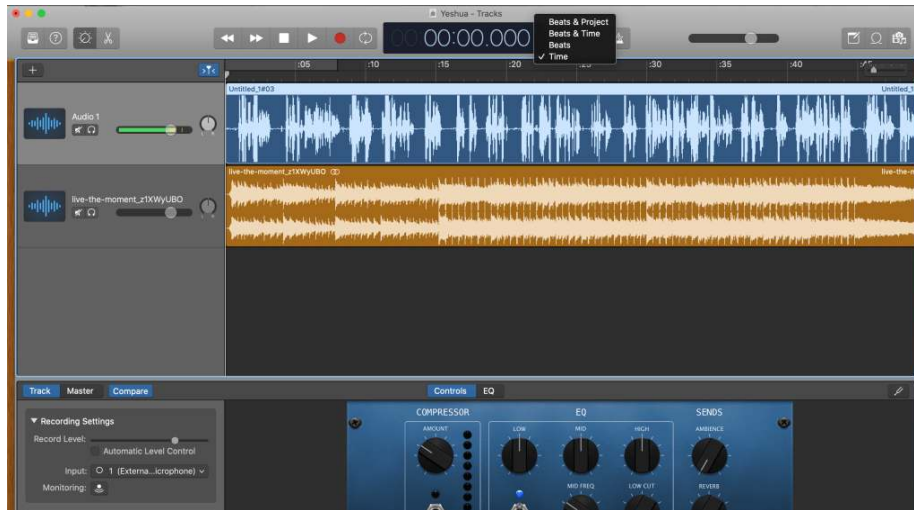 Yeshua - Tracks
00:00.000
Beats & Project
Beats & Time
Beats
✓ Time
:05 :10 :15 :20 :30 :35 :40
Untitled_1#03 Untitled_1
Audio 1
live-the-moment_z1XWyUBO live-the-m
live-the-moment_z1XWyUBO
Track Master Compare Controls EQ
▼ Recording Settings
Record Level:
Automatic Level Control
Input: 1 (Externa...icrophone)
Monitoring:
COMPRESSOR EQ SENDS
AMOUNT LOW MID HIGH AMBIENCE
MID FREQ LOW CUT REVERB